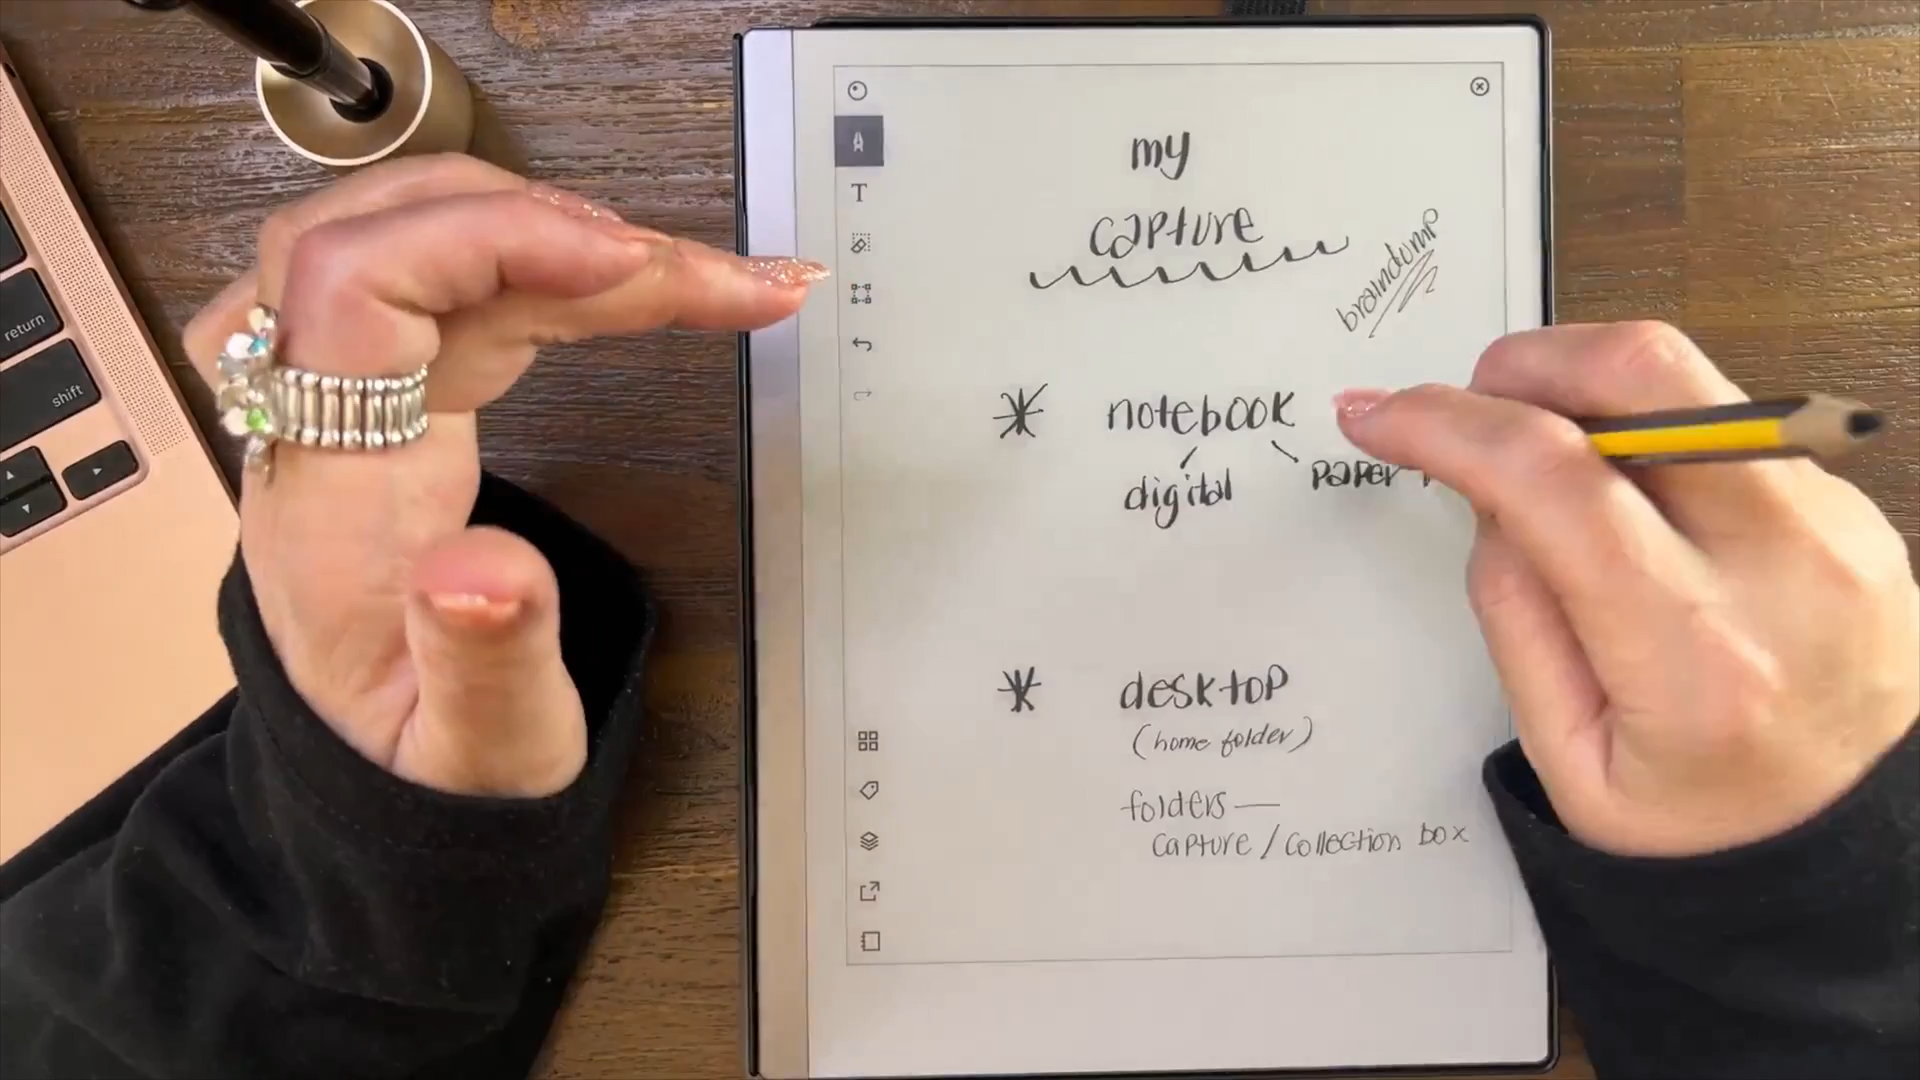 my
capture
braindump
notebook
digital
paper
desktop
(home folder)
folders —
capture / collection box
T
return
shift